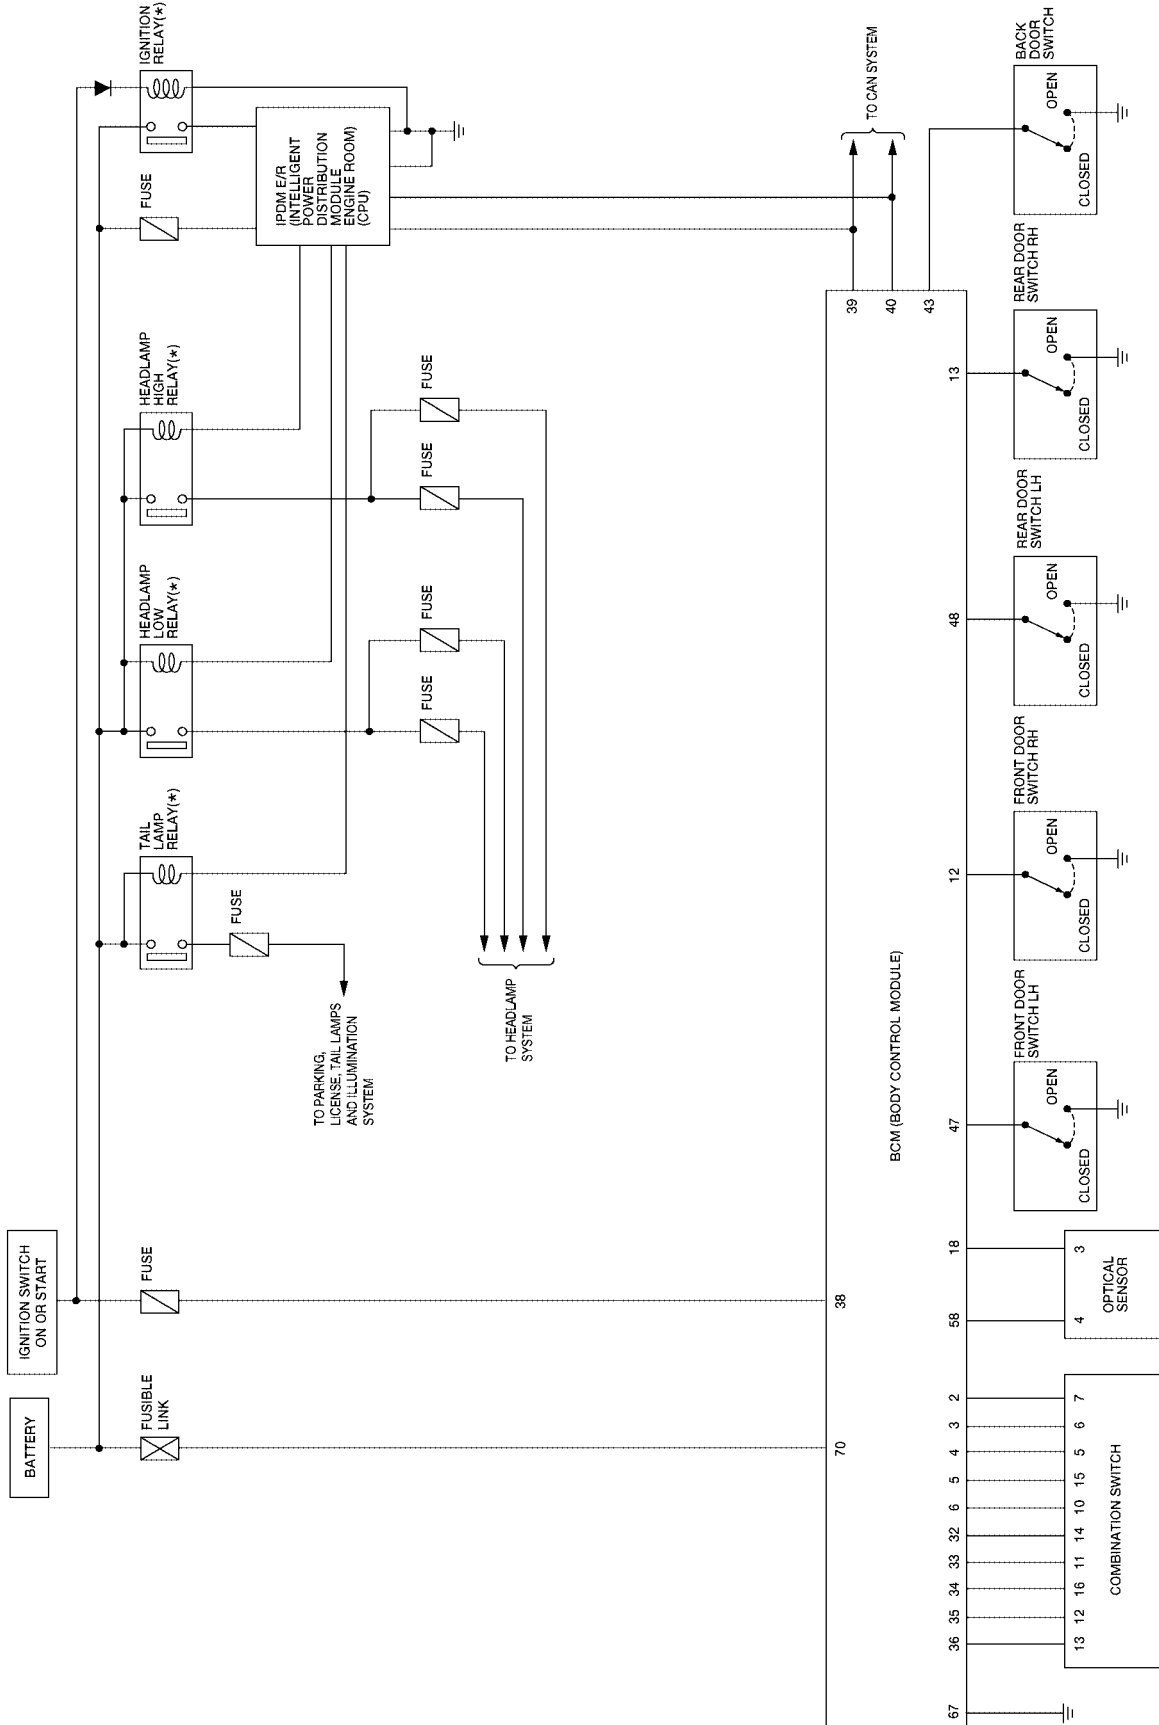 BATTERY
IGNITION SWITCH
ON OR START
FUSIBLE
LINK
FUSE
TAIL
LAMP
RELAY(*)
HEADLAMP
LOW
RELAY(*)
HEADLAMP
HIGH
RELAY(*)
FUSE
IGNITION
RELAY(*)
FUSE
IPDM E/R
(INTELLIGENT
POWER
DISTRIBUTION
MODULE
ENGINE ROOM)
(CPU)
TO PARKING,
LICENSE, TAIL LAMPS
AND ILLUMINATION
SYSTEM
FUSE
FUSE
FUSE
FUSE
TO HEADLAMP
SYSTEM
TO CAN SYSTEM
70
38
39
40
43
BCM (BODY CONTROL MODULE)
67
36
35
34
33
32
6
5
4
3
2
58
18
47
12
48
13
13
12
16
11
14
10
15
5
6
7
COMBINATION SWITCH
4
3
OPTICAL
SENSOR
FRONT DOOR
SWITCH LH
CLOSED
OPEN
FRONT DOOR
SWITCH RH
CLOSED
OPEN
REAR DOOR
SWITCH LH
CLOSED
OPEN
REAR DOOR
SWITCH RH
CLOSED
OPEN
BACK
DOOR
SWITCH
CLOSED
OPEN